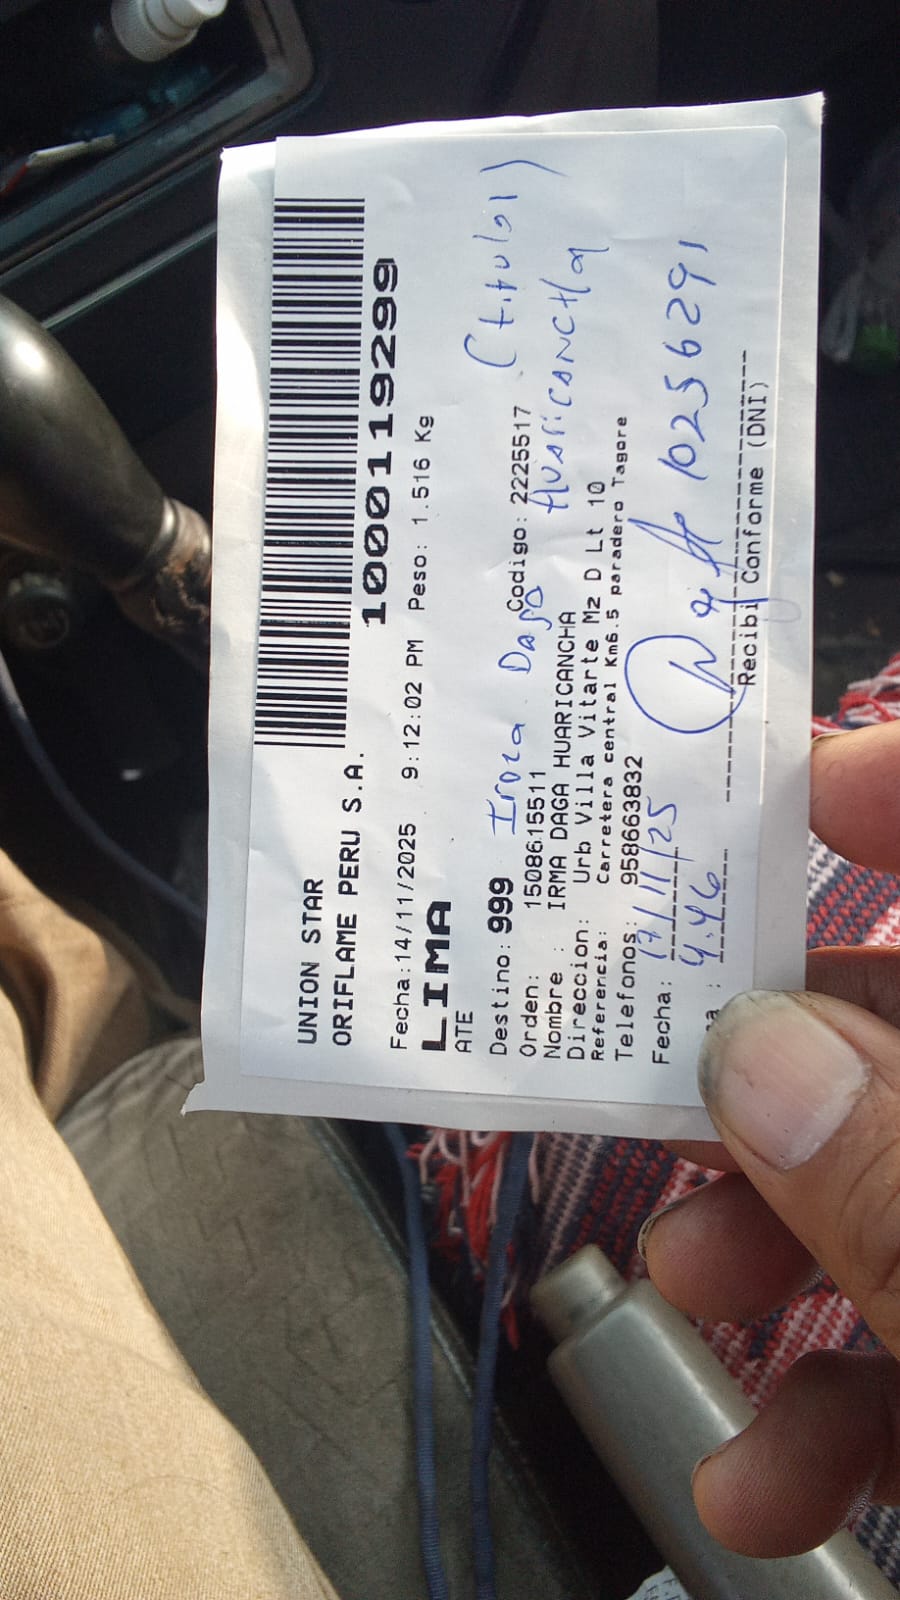 UNION STAR
ORIFLAME PERU S.A.
1000119299
Fecha:14/11/2025 9:12:02 PM Peso: 1.516 Kg
LIMA
ATE
(titular)
Destino: 999 Daga Huaricancha
Orden: 1508615511 Codigo: 2225517
Nombre : IRMA DAGA HUARICANCHA
Direccion: Urb Villa Vitarte Mz D Lt 10
Referencia: Carretera central Km6.5 paradero Tagore
Telefonos: 958663832
Fecha: 17/11/25
: 4:46 10256291
Recibi Conforme (DNI)